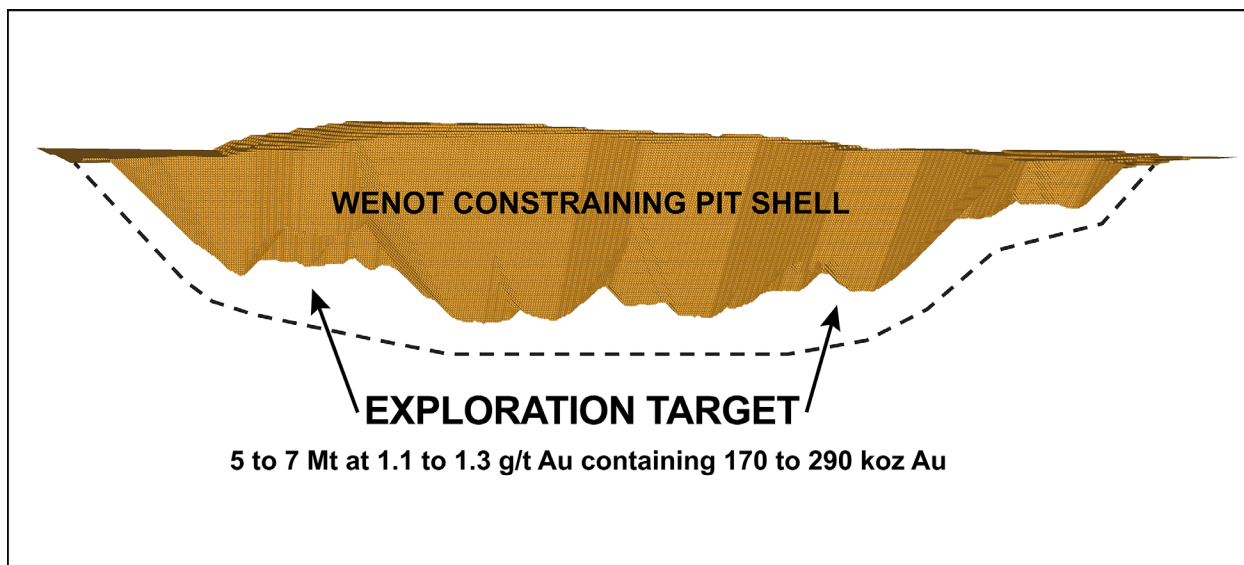 WENOT CONSTRAINING PIT SHELL
EXPLORATION TARGET
5 to 7 Mt at 1.1 to 1.3 g/t Au containing 170 to 290 koz Au